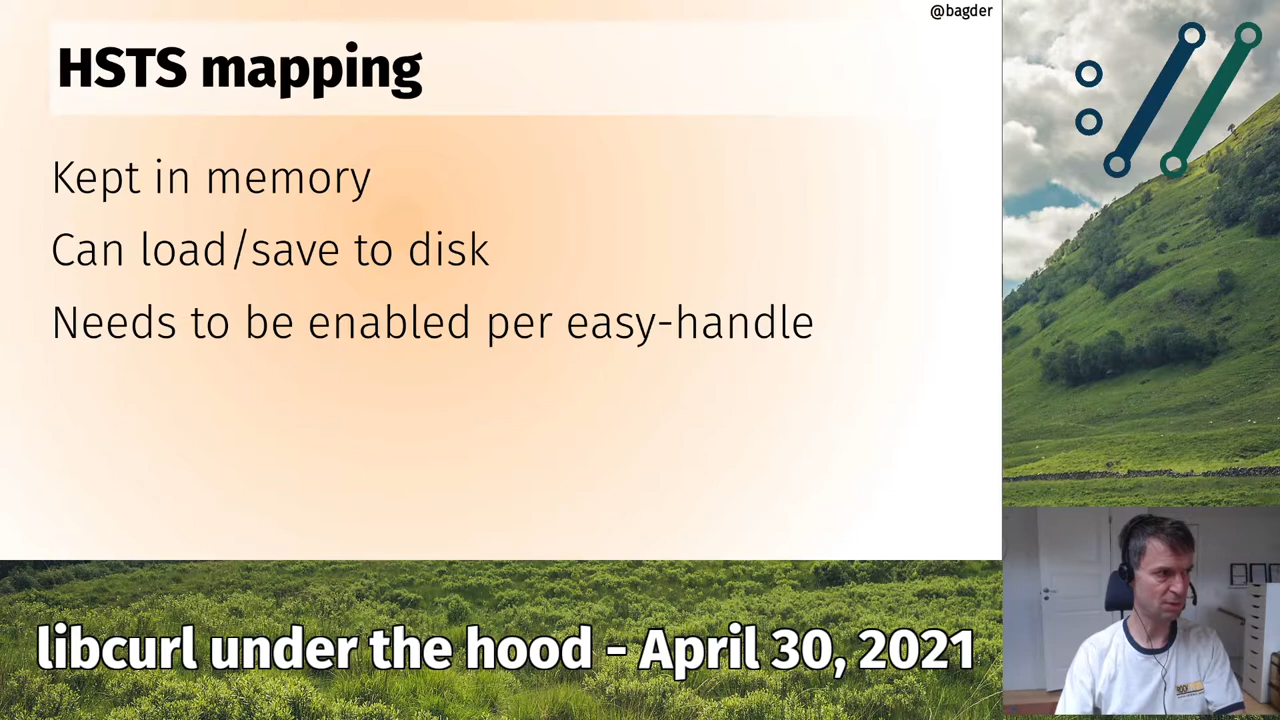 @bagder
HSTS mapping
Kept in memory
Can load/save to disk
Needs to be enabled per easy-handle
libcurl under the hood - April 30, 2021